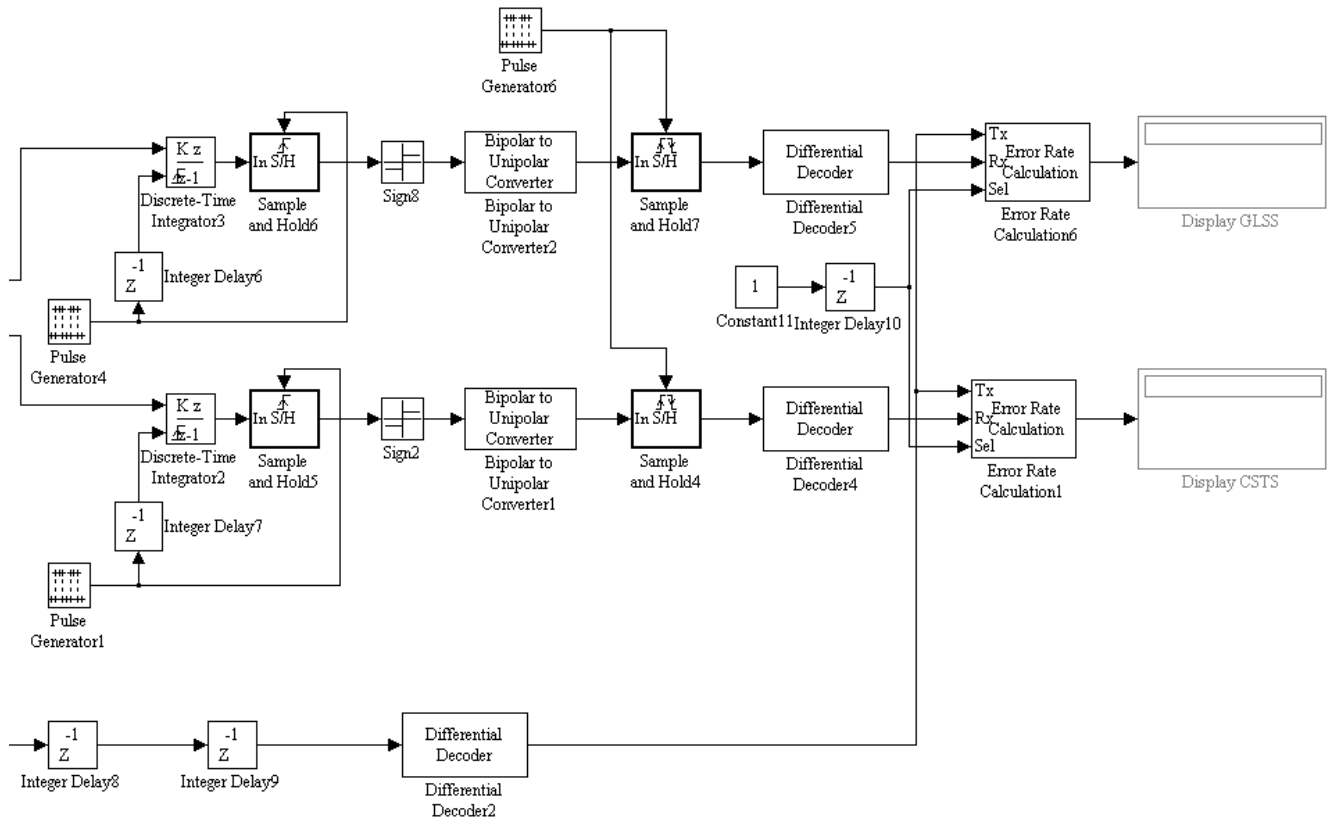 Pulse
Generator6
K z
z-1
Discrete-Time
Integrator3
In S/H
Sample
and Hold6
Sign8
Bipolar to
Unipolar
Converter
Bipolar to
Unipolar
Converter2
In S/H
Sample
and Hold7
Differential
Decoder
Differential
Decoder5
Tx
Rx
Sel
Error Rate
Calculation
Error Rate
Calculation6
Display GLSS
-1
Z
Integer Delay6
Pulse
Generator4
1
Constant11
-1
Z
Integer Delay10
K z
z-1
Discrete-Time
Integrator2
In S/H
Sample
and Hold5
Sign2
Bipolar to
Unipolar
Converter
Bipolar to
Unipolar
Converter1
In S/H
Sample
and Hold4
Differential
Decoder
Differential
Decoder4
Tx
Rx
Sel
Error Rate
Calculation
Error Rate
Calculation1
Display CSTS
-1
Z
Integer Delay7
Pulse
Generator1
-1
Z
Integer Delay8
-1
Z
Integer Delay9
Differential
Decoder
Differential
Decoder2